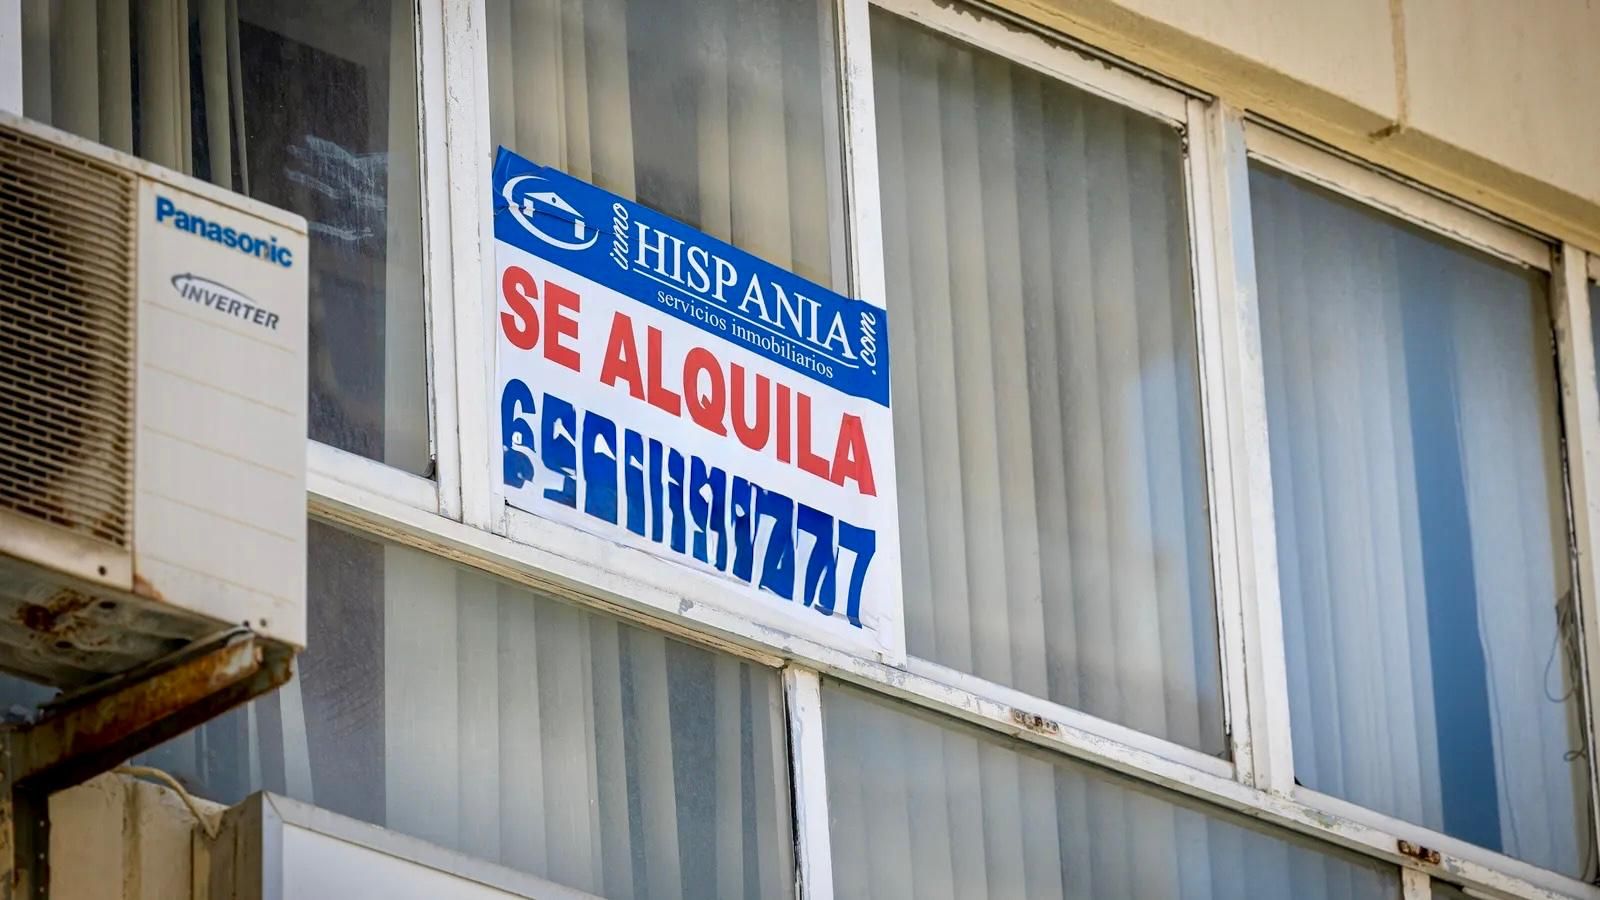 Panasonic
INVERTER
inmo HISPANIA .com
servicios inmobiliarios
SE ALQUILA